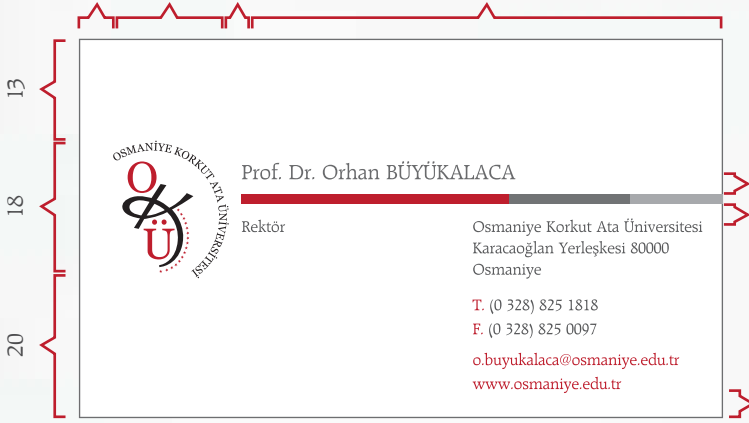 13
18
20
OSMANİYE KORKUT ATA ÜNİVERSİTESİ
OKÜ
Prof. Dr. Orhan BÜYÜKALACA
Rektör
Osmaniye Korkut Ata Üniversitesi
Karacaoğlan Yerleşkesi 80000
Osmaniye
T. (0 328) 825 1818
F. (0 328) 825 0097
o.buyukalaca@osmaniye.edu.tr
www.osmaniye.edu.tr